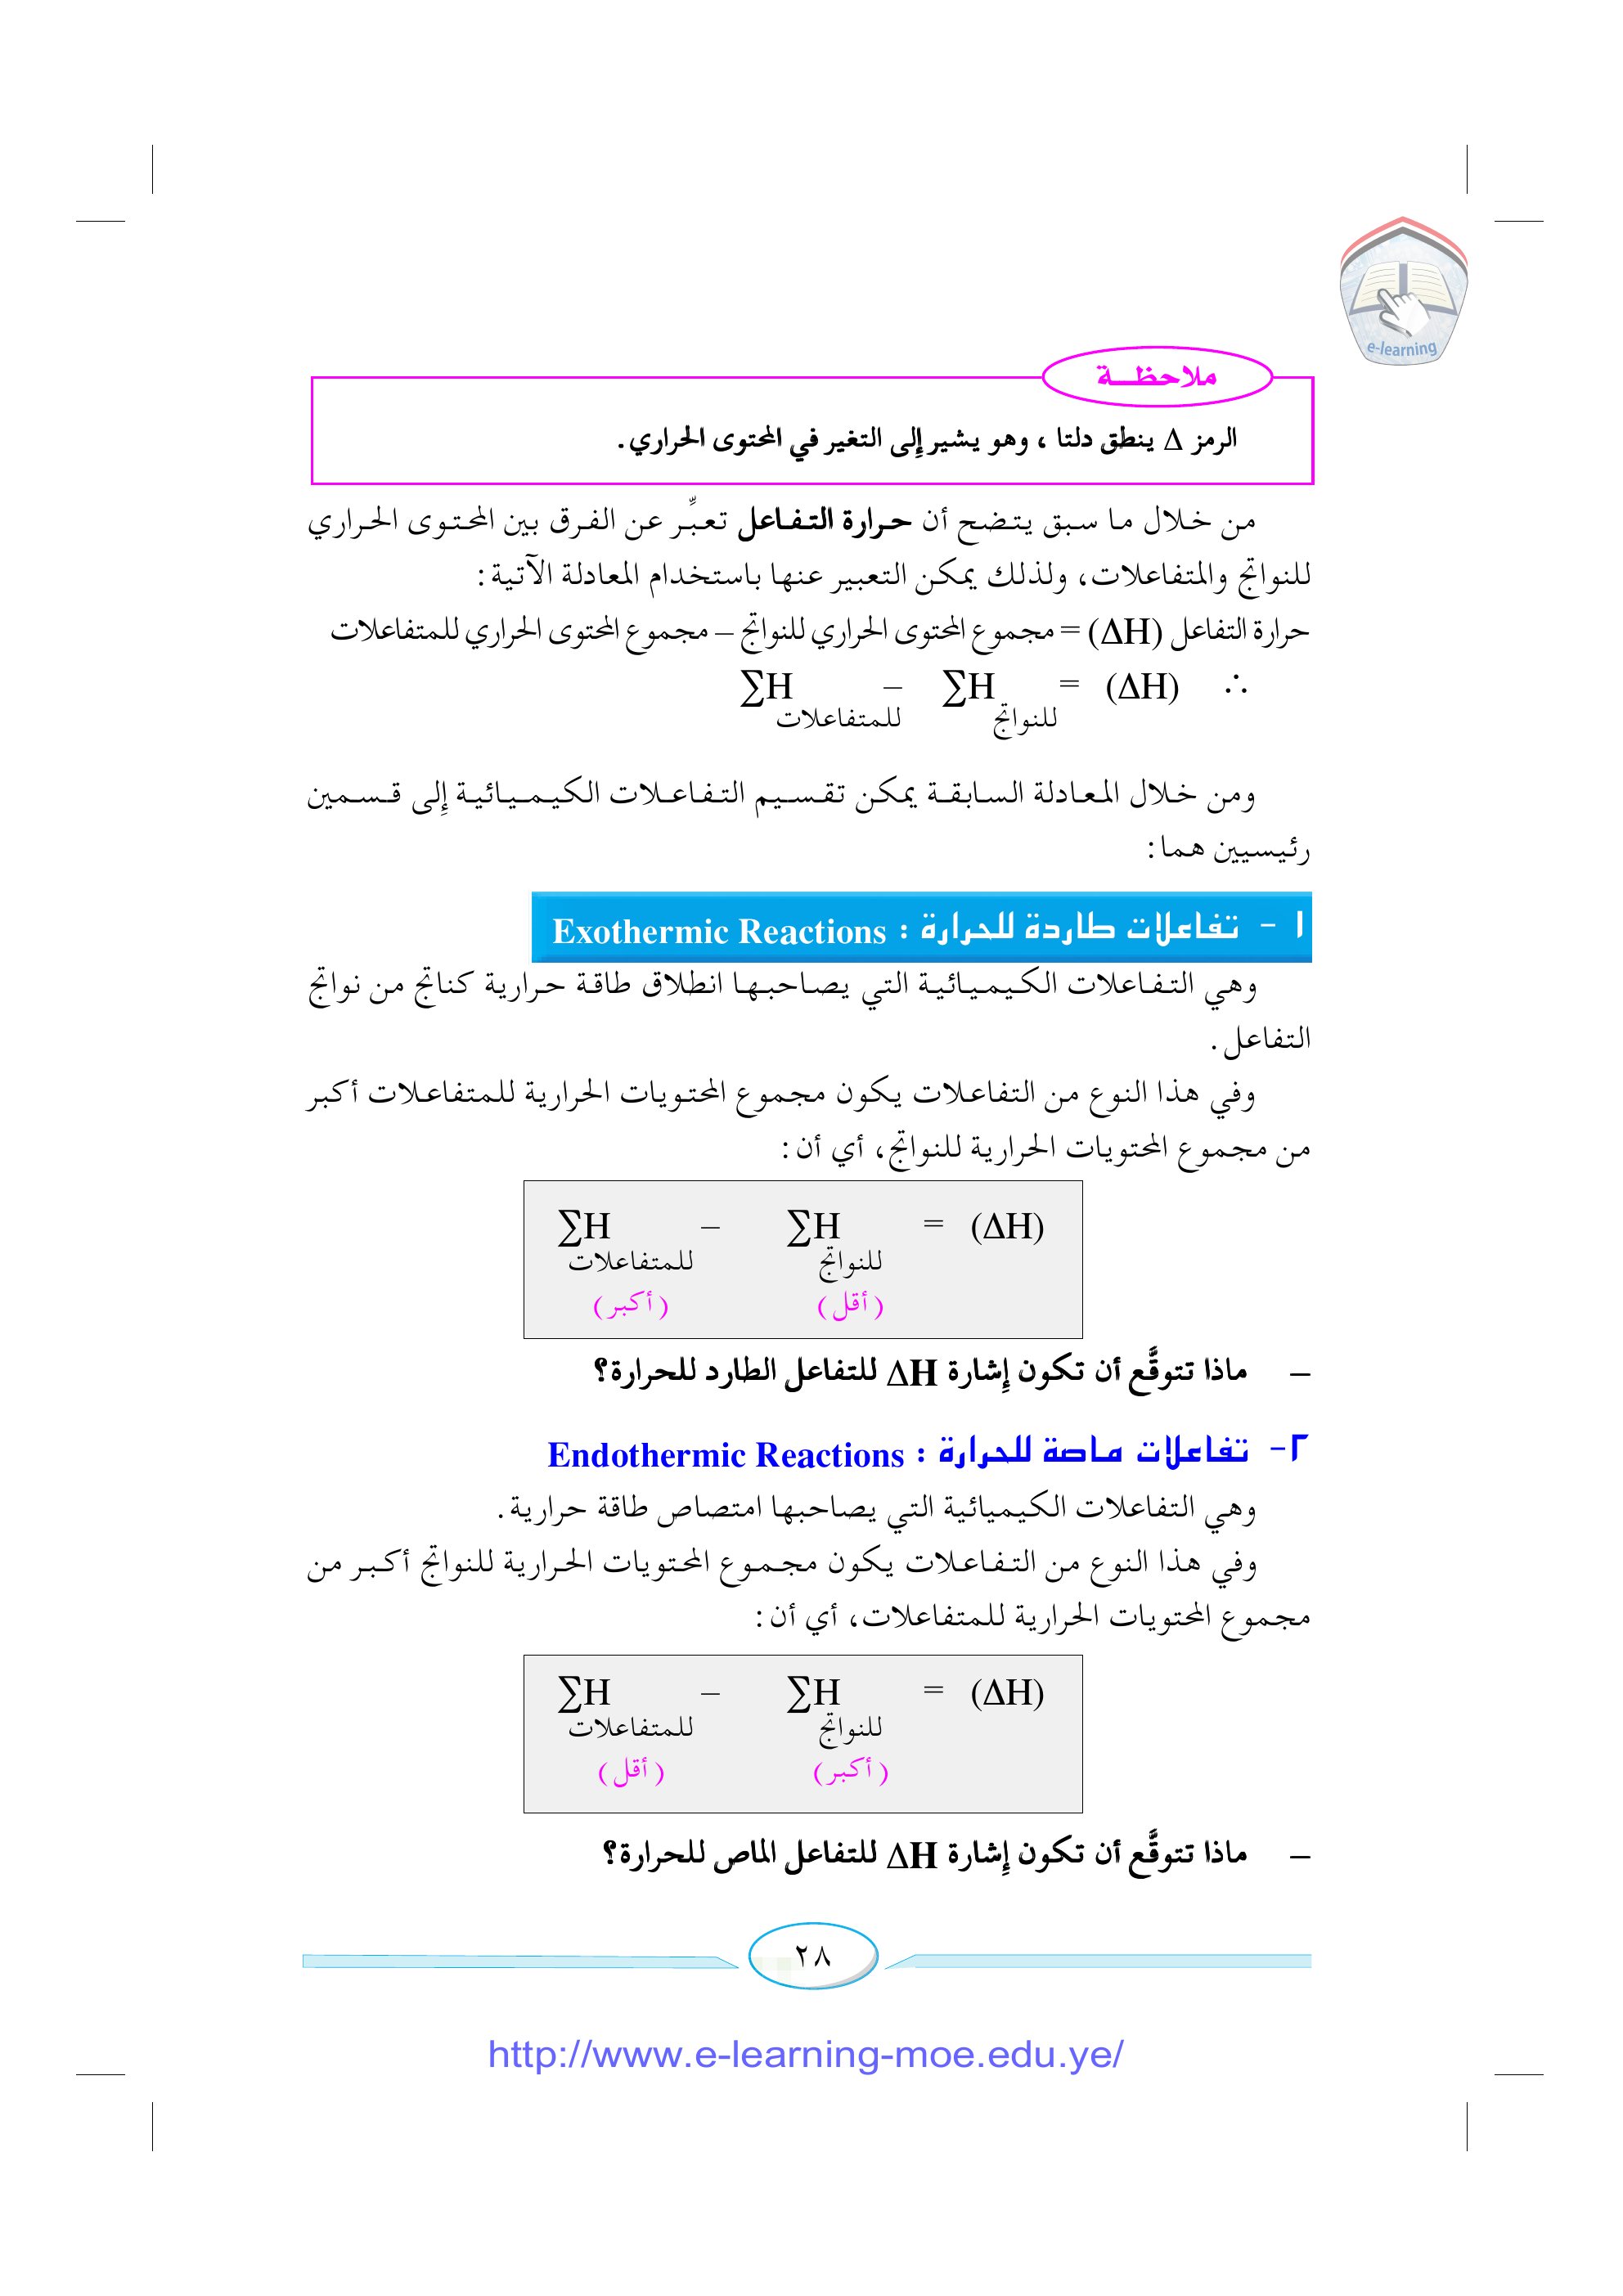 e-learning
ملاحظـــة
الرمز Δ ينطق دلتا ، وهو يشير إلى التغير في المحتوى الحراري.
من خلال ما سبق يتضح أن حرارة التفاعل تعبِّر عن الفرق بين المحتوى الحراري
للنواتج والمتفاعلات، ولذلك يمكن التعبير عنها باستخدام المعادلة الآتية:
حرارة التفاعل (ΔH) = مجموع المحتوى الحراري للنواتج – مجموع المحتوى الحراري للمتفاعلات
∴ (ΔH) = ∑H – ∑H
للنواتج للمتفاعلات
ومن خلال المعادلة السابقة يمكن تقسيم التفاعلات الكيميائية إلى قسمين
رئيسيين هما:
١ - تفاعلات طاردة للحرارة : Exothermic Reactions
وهي التفاعلات الكيميائية التي يصاحبها انطلاق طاقة حرارية كناتج من نواتج
التفاعل.
وفي هذا النوع من التفاعلات يكون مجموع المحتويات الحرارية للمتفاعلات أكبر
من مجموع المحتويات الحرارية للنواتج، أي أن:
(ΔH) = ∑H – ∑H
للنواتج للمتفاعلات
(أقل) (أكبر)
– ماذا تتوقَّع أن تكون إشارة ΔH للتفاعل الطارد للحرارة؟
٢- تفاعلات ماصة للحرارة : Endothermic Reactions
وهي التفاعلات الكيميائية التي يصاحبها امتصاص طاقة حرارية.
وفي هذا النوع من التفاعلات يكون مجموع المحتويات الحرارية للنواتج أكبر من
مجموع المحتويات الحرارية للمتفاعلات، أي أن:
(ΔH) = ∑H – ∑H
للنواتج للمتفاعلات
(أكبر) (أقل)
– ماذا تتوقَّع أن تكون إشارة ΔH للتفاعل الماص للحرارة؟
٢٨
http://www.e-learning-moe.edu.ye/